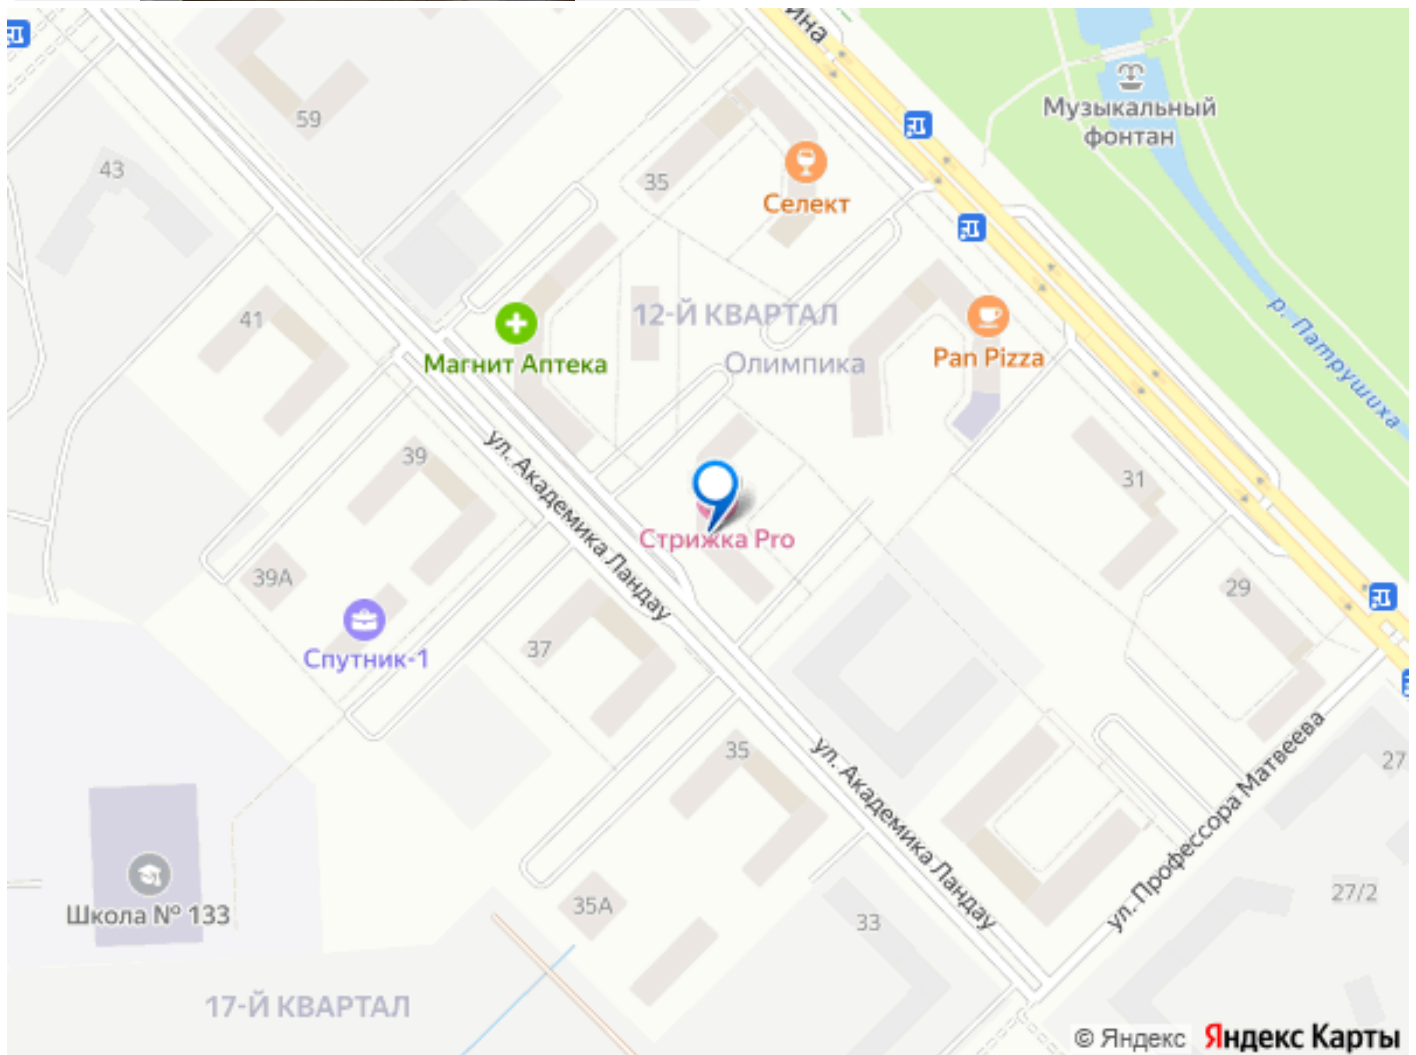 ина
Музыкальный
фонтан
59
43
35
Селект
12-Й КВАРТАЛ
р. Патрушиха
41
Магнит Аптека
Олимпика
Pan Pizza
39
ул. Академика Ландау
31
Стрижка Pro
39А
29
37
Спутник-1
35
ул. Академика Ландау
ул. Профессора Матвеева
27
Школа № 133
35А
33
27/2
17-Й КВАРТАЛ
© Яндекс Яндекс Карты